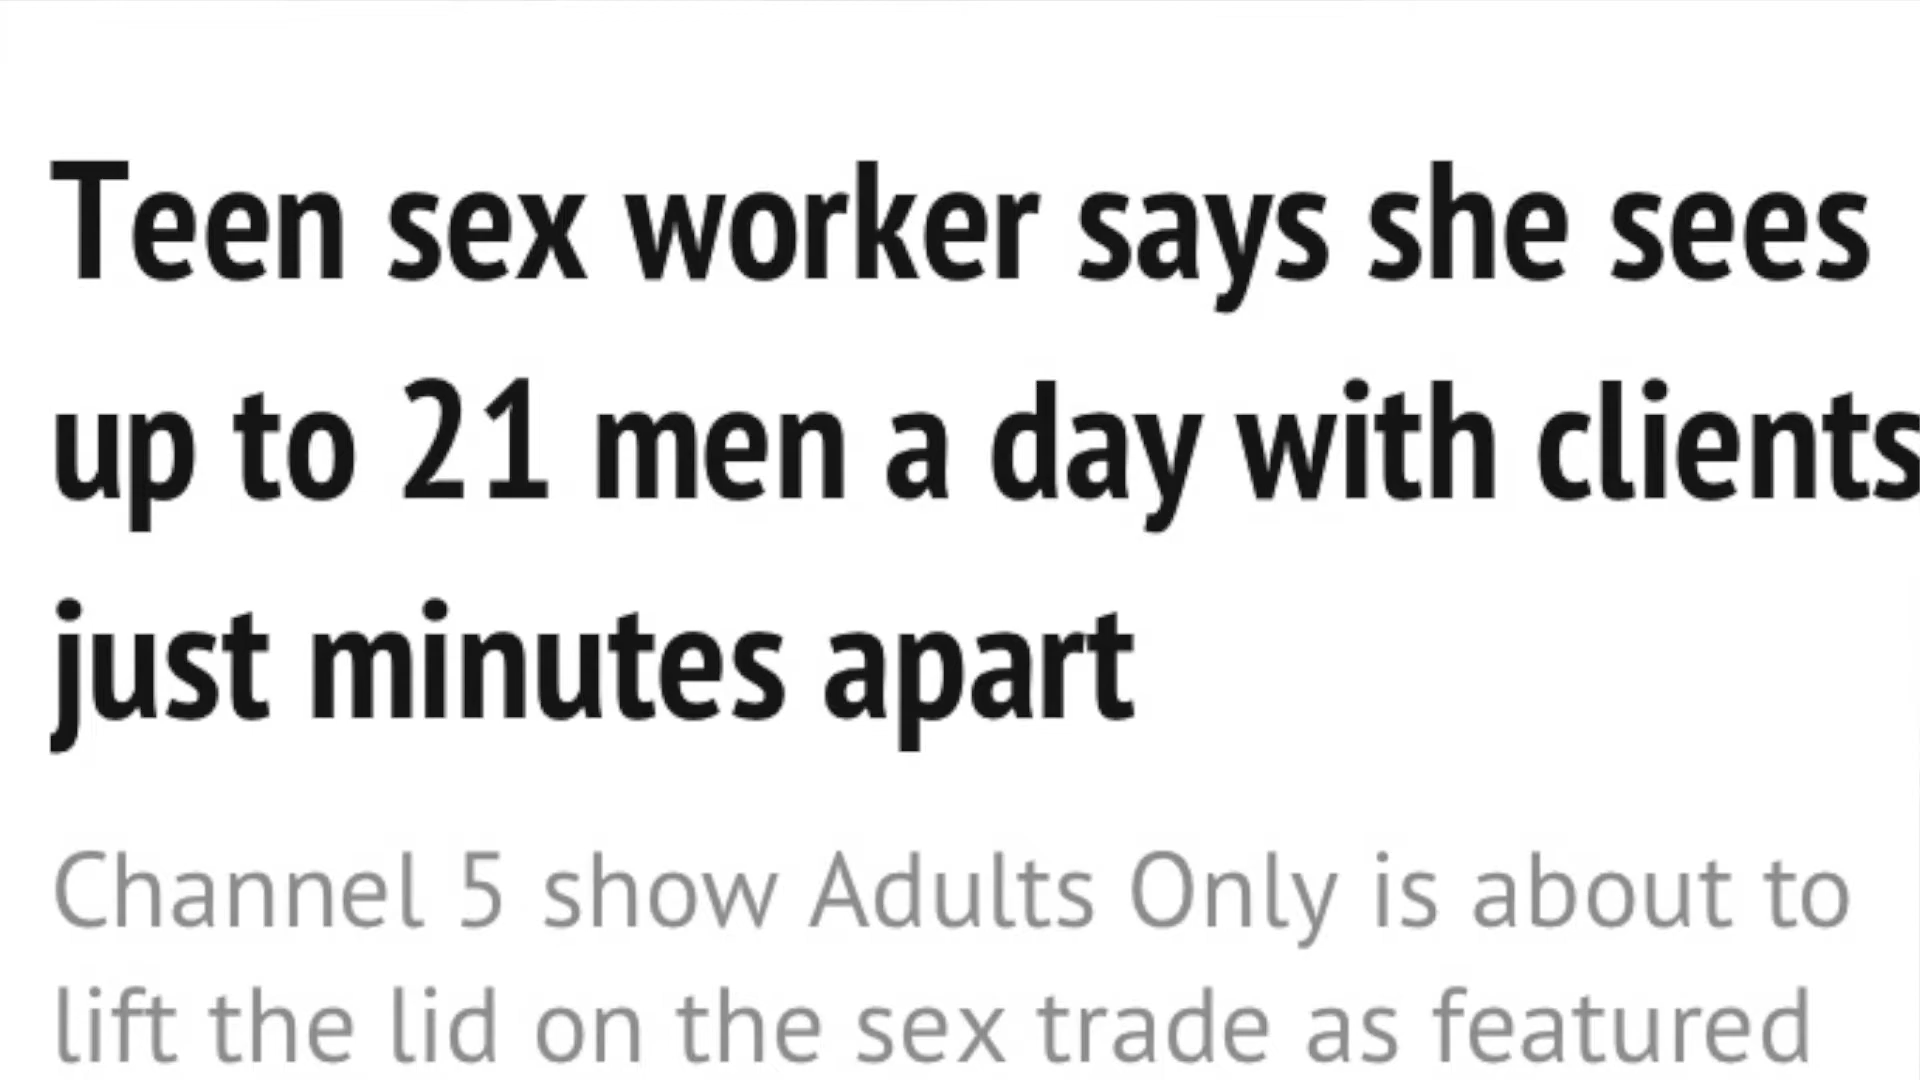 Teen sex worker says she sees
up to 21 men a day with clients
just minutes apart
Channel 5 show Adults Only is about to
lift the lid on the sex trade as featured